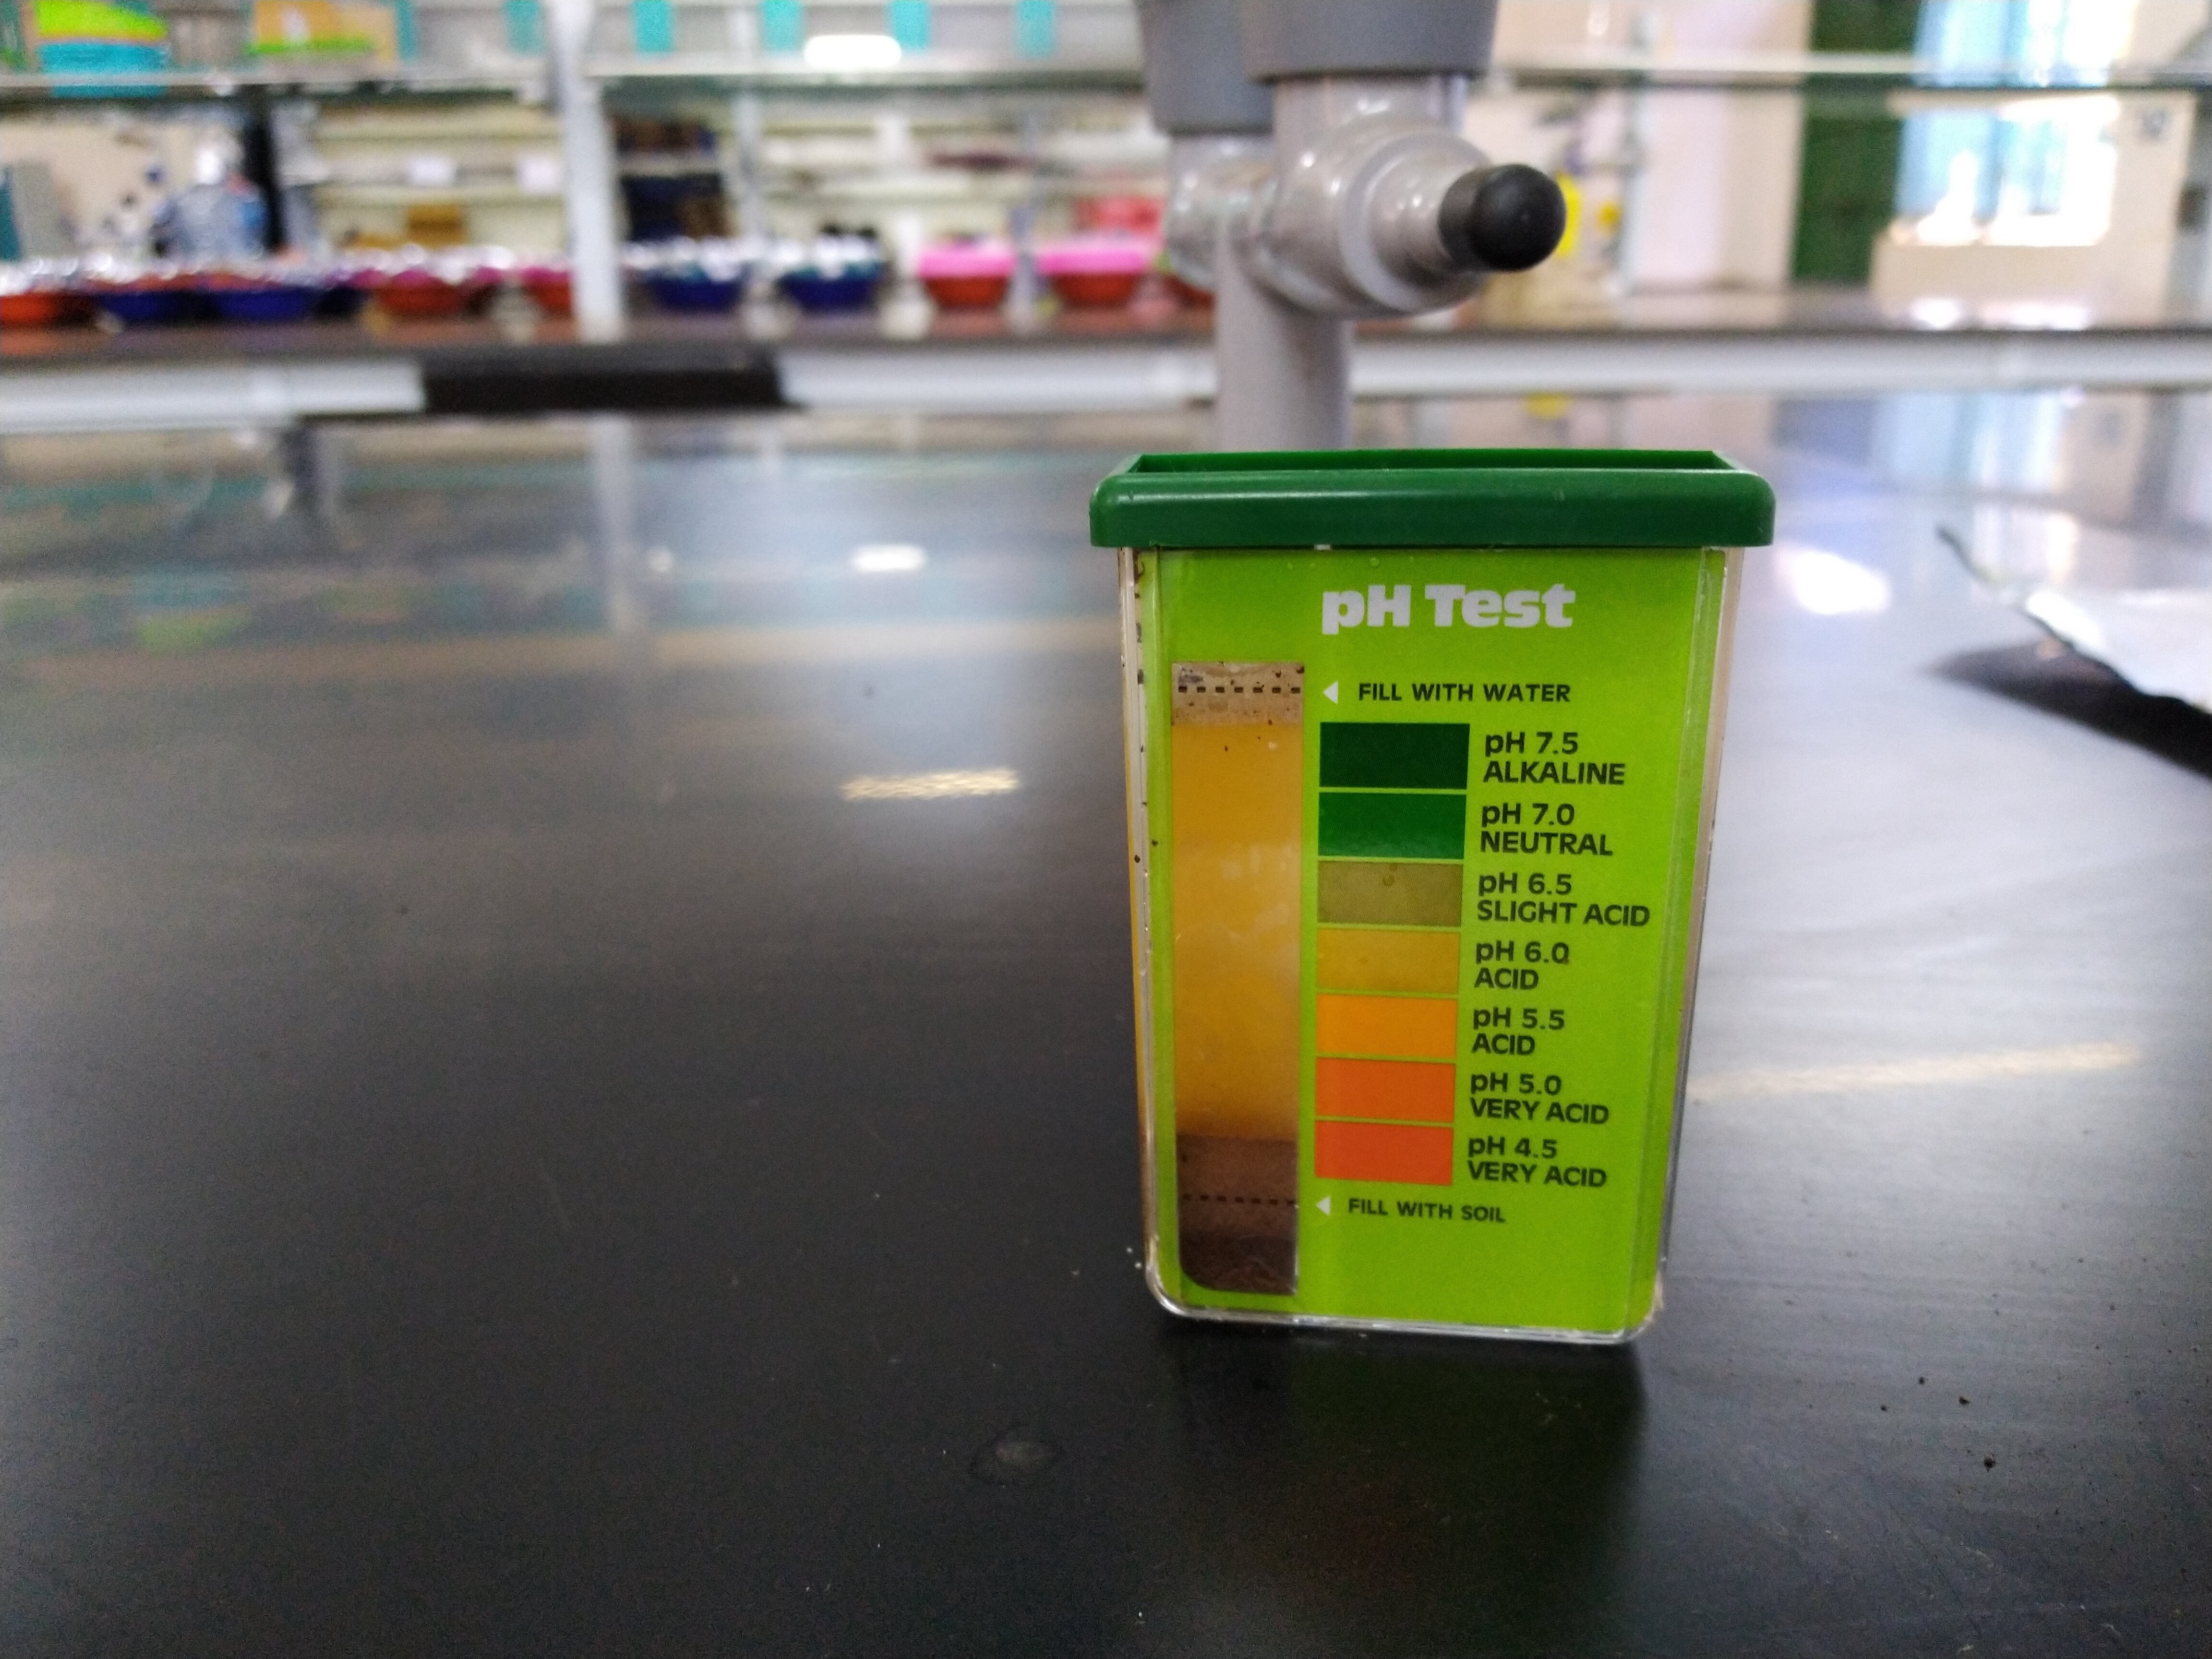 pH Test
FILL WITH WATER
pH 7.5
ALKALINE
pH 7.0
NEUTRAL
pH 6.5
SLIGHT ACID
pH 6.0
ACID
pH 5.5
ACID
pH 5.0
VERY ACID
pH 4.5
VERY ACID
FILL WITH SOIL